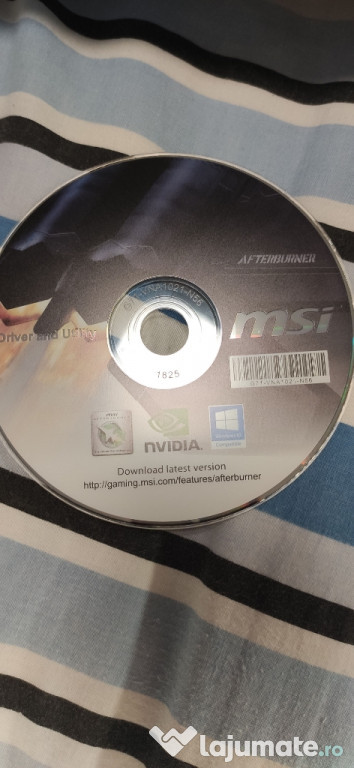 AFTERBURNER
msi
Driver and Utility
7825
NVIDIA
Download latest version
http://gaming.msi.com/features/afterburner
lajumate.ro